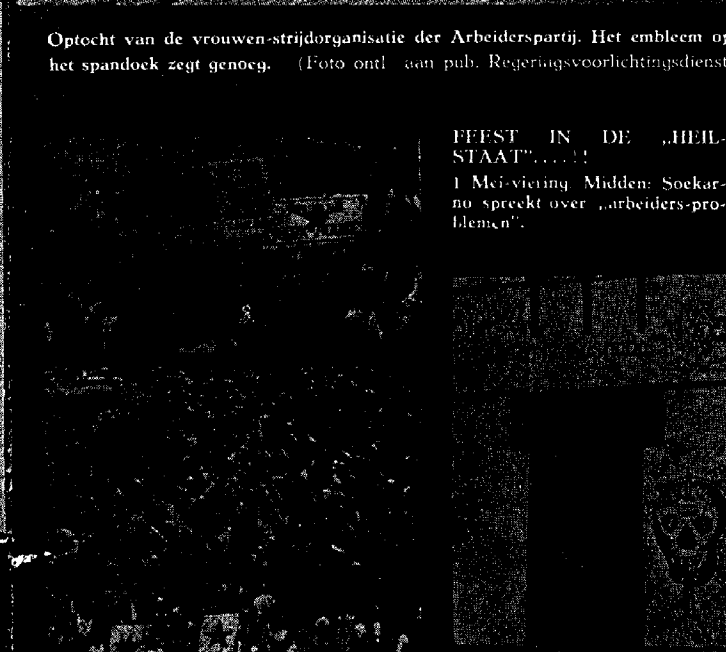 Optocht van de vrouwen-strijdorganisatie der Arbeiderspartij. Het embleem op
het spandoek zegt genoeg. (Foto ontl aan pub. Regeringsvoorlichtingsdienst
FEEST IN DE „HEIL-
STAAT"....!!
1 Mei-viering. Midden: Soekar-
no spreekt over „arbeiders-pro-
blemen".